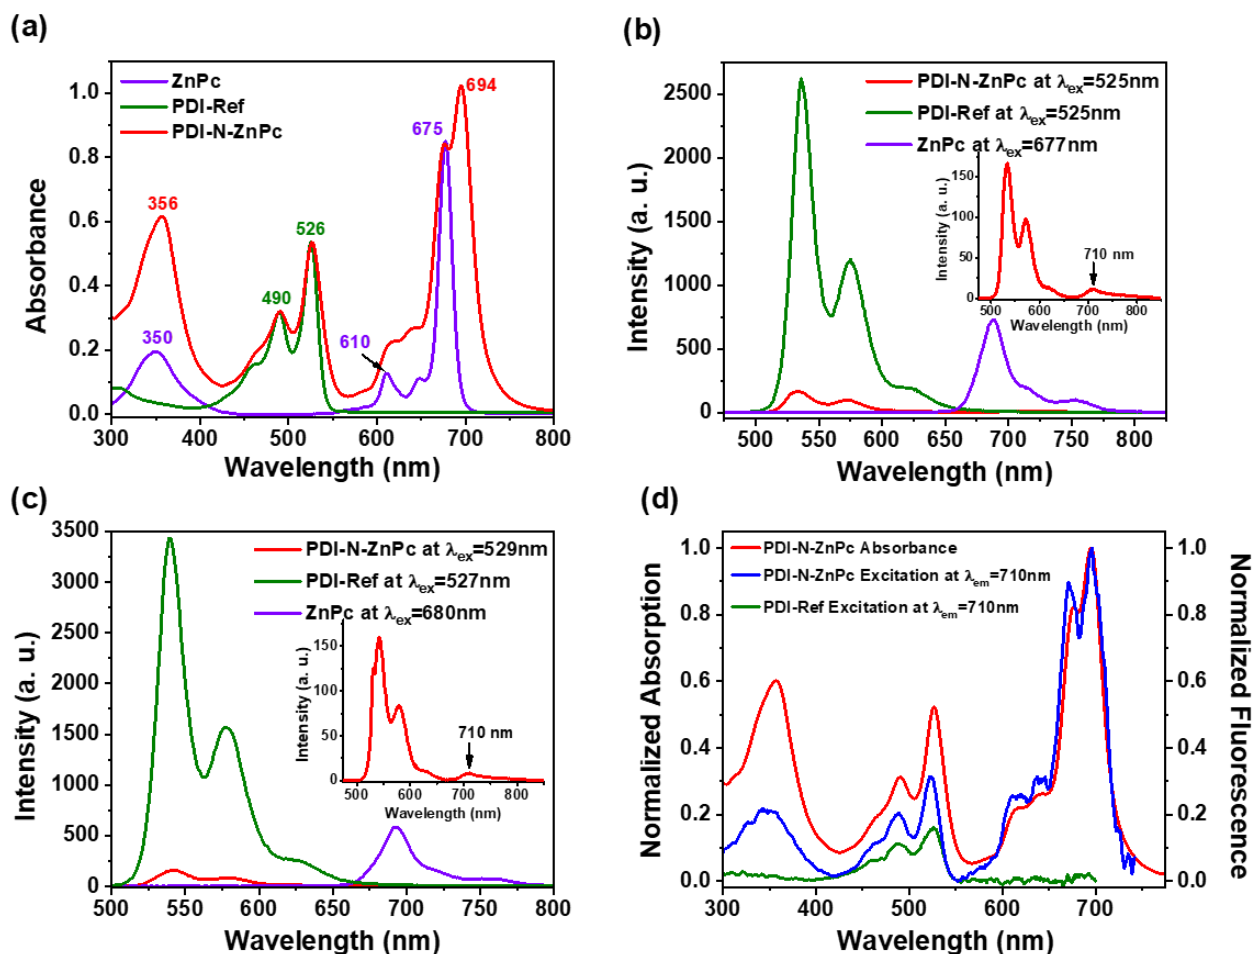 (a)
ZnPc
PDI-Ref
PDI-N-ZnPc
694
675
356
526
490
350
610
1.0
0.8
0.6
0.4
0.2
0.0
300 400 500 600 700 800
Absorbance
Wavelength (nm)
(b)
PDI-N-ZnPc at λex=525nm
PDI-Ref at λex=525nm
ZnPc at λex=677nm
2500
2000
1500
1000
500
0
500 550 600 650 700 750 800
Intensity (a. u.)
Wavelength (nm)
150
100
50
0
500 600 700 800
Intensity (a. u.)
Wavelength (nm)
710 nm
(c)
PDI-N-ZnPc at λex=529nm
PDI-Ref at λex=527nm
ZnPc at λex=680nm
3500
3000
2500
2000
1500
1000
500
0
500 550 600 650 700 750 800
Intensity (a. u.)
Wavelength (nm)
150
100
50
0
500 600 700 800
Intensity (a. u.)
Wavelength (nm)
710 nm
(d)
PDI-N-ZnPc Absorbance
PDI-N-ZnPc Excitation at λem=710nm
PDI-Ref Excitation at λem=710nm
1.0
0.8
0.6
0.4
0.2
0.0
300 400 500 600 700
1.0
0.8
0.6
0.4
0.2
0.0
Normalized Absorption
Normalized Fluorescence
Wavelength (nm)